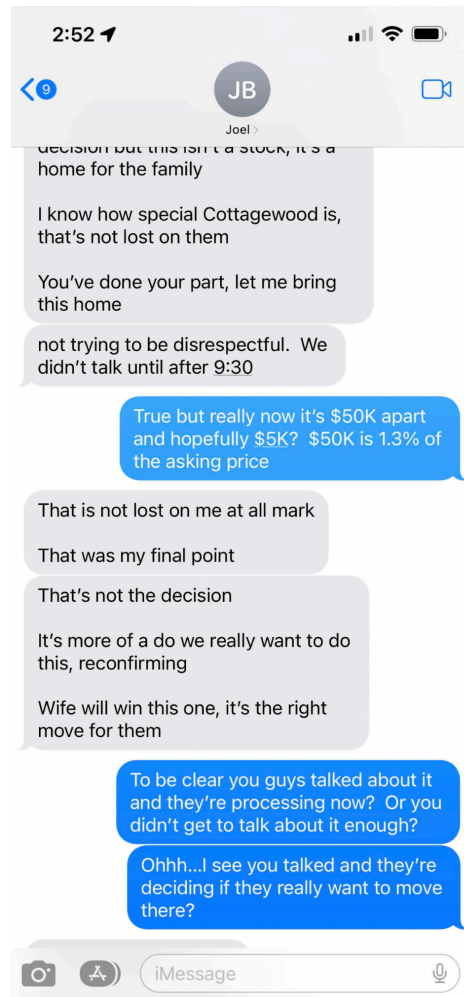 2:52
9
JB
Joel
decision but this isn't a stock, it's a
home for the family
I know how special Cottagewood is,
that's not lost on them
You've done your part, let me bring
this home
not trying to be disrespectful.  We
didn't talk until after 9:30
True but really now it's $50K apart
and hopefully $5K?  $50K is 1.3% of
the asking price
That is not lost on me at all mark
That was my final point
That's not the decision
It's more of a do we really want to do
this, reconfirming
Wife will win this one, it's the right
move for them
To be clear you guys talked about it
and they're processing now?  Or you
didn't get to talk about it enough?
Ohhh...I see you talked and they're
deciding if they really want to move
there?
iMessage